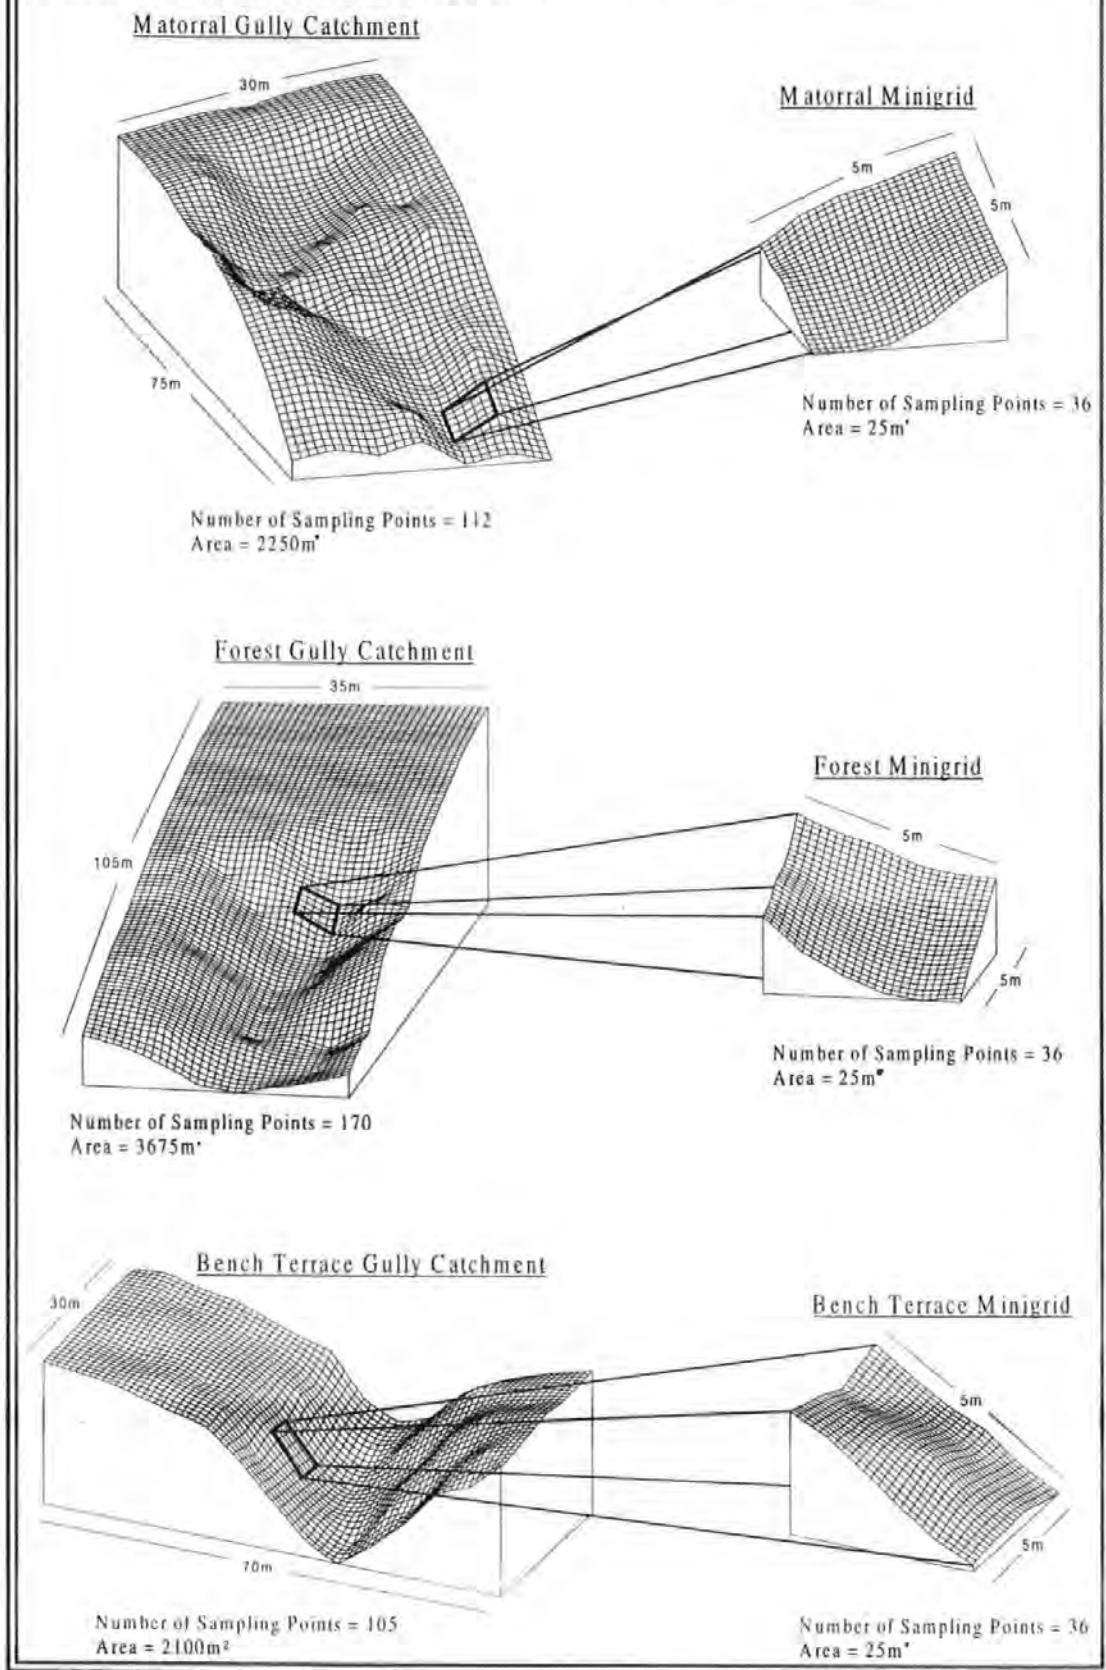 Matorral Gully Catchment
30m
75m
Number of Sampling Points = 112
Area = 2250m²
Matorral Minigrid
5m
5m
Number of Sampling Points = 36
Area = 25m²
Forest Gully Catchment
35m
105m
Number of Sampling Points = 170
Area = 3675m²
Forest Minigrid
5m
5m
Number of Sampling Points = 36
Area = 25m²
Bench Terrace Gully Catchment
30m
70m
Number of Sampling Points = 105
Area = 2100m²
Bench Terrace Minigrid
5m
5m
Number of Sampling Points = 36
Area = 25m²